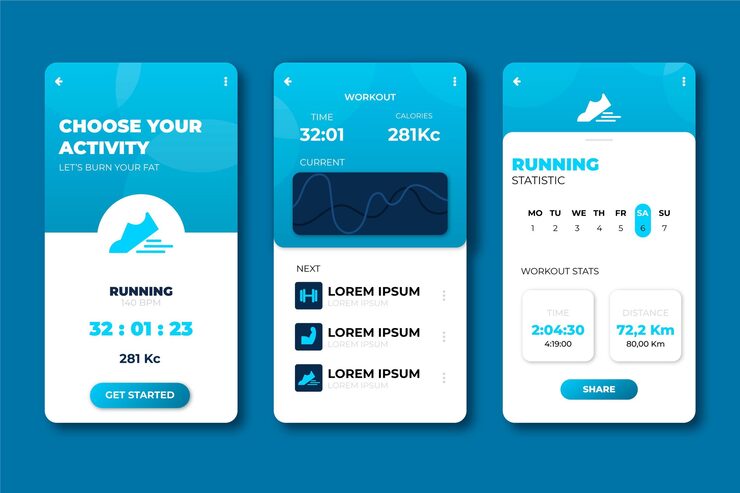 CHOOSE YOUR
ACTIVITY
LET'S BURN YOUR FAT
RUNNING
140 BPM
32 : 01 : 23
281 Kc
GET STARTED
WORKOUT
TIME CALORIES
32:01 281Kc
CURRENT
NEXT
LOREM IPSUM
LOREM IPSUM
LOREM IPSUM
LOREM IPSUM
LOREM IPSUM
LOREM IPSUM
RUNNING
STATISTIC
MO TU WE TH FR SA SU
1 2 3 4 5 6 7
WORKOUT STATS
TIME DISTANCE
2:04:30 72,2 Km
4:19:00 80,00 Km
SHARE